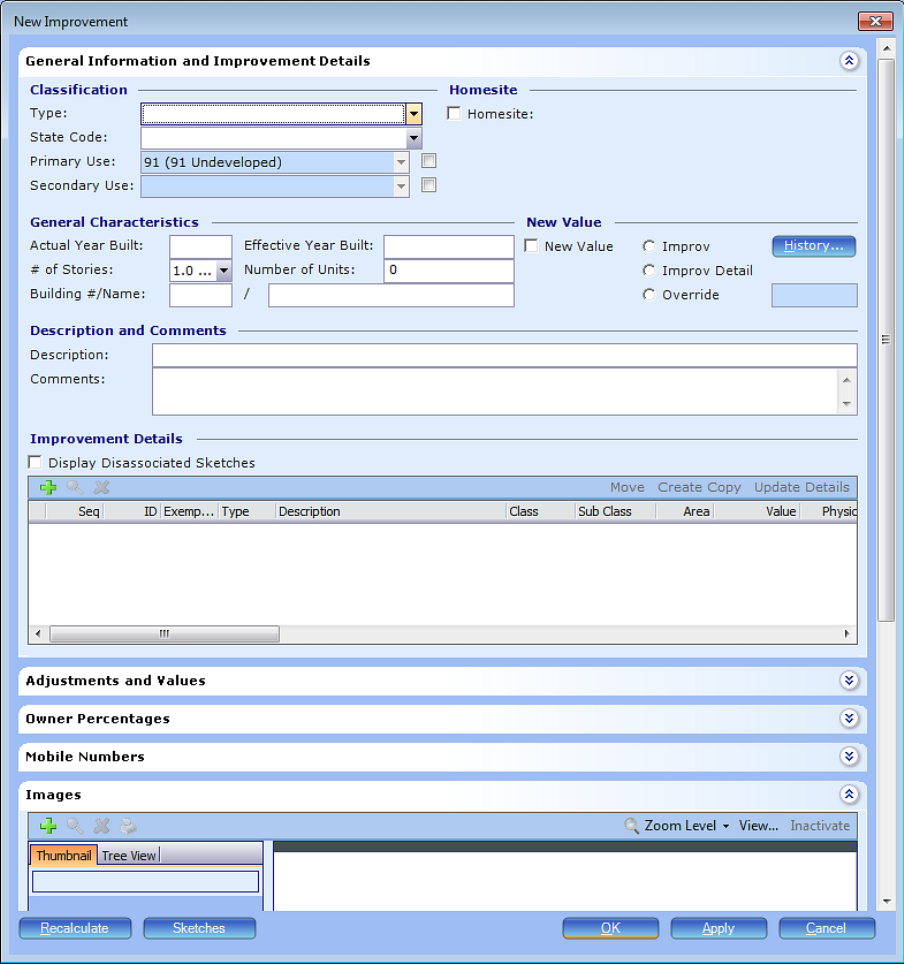 New Improvement
General Information and Improvement Details
Classification Homesite
Type: Homesite:
State Code:
Primary Use: 91 (91 Undeveloped)
Secondary Use:
General Characteristics New Value
Actual Year Built: Effective Year Built: New Value Improv History...
# of Stories: 1.0 ... Number of Units: 0 Improv Detail
Building #/Name: / Override
Description and Comments
Description:
Comments:
Improvement Details
Display Disassociated Sketches
Move Create Copy Update Details
Seq ID Exemp... Type Description Class Sub Class Area Value Physic
Adjustments and Values
Owner Percentages
Mobile Numbers
Images
Zoom Level View... Inactivate
Thumbnail Tree View
Recalculate Sketches OK Apply Cancel